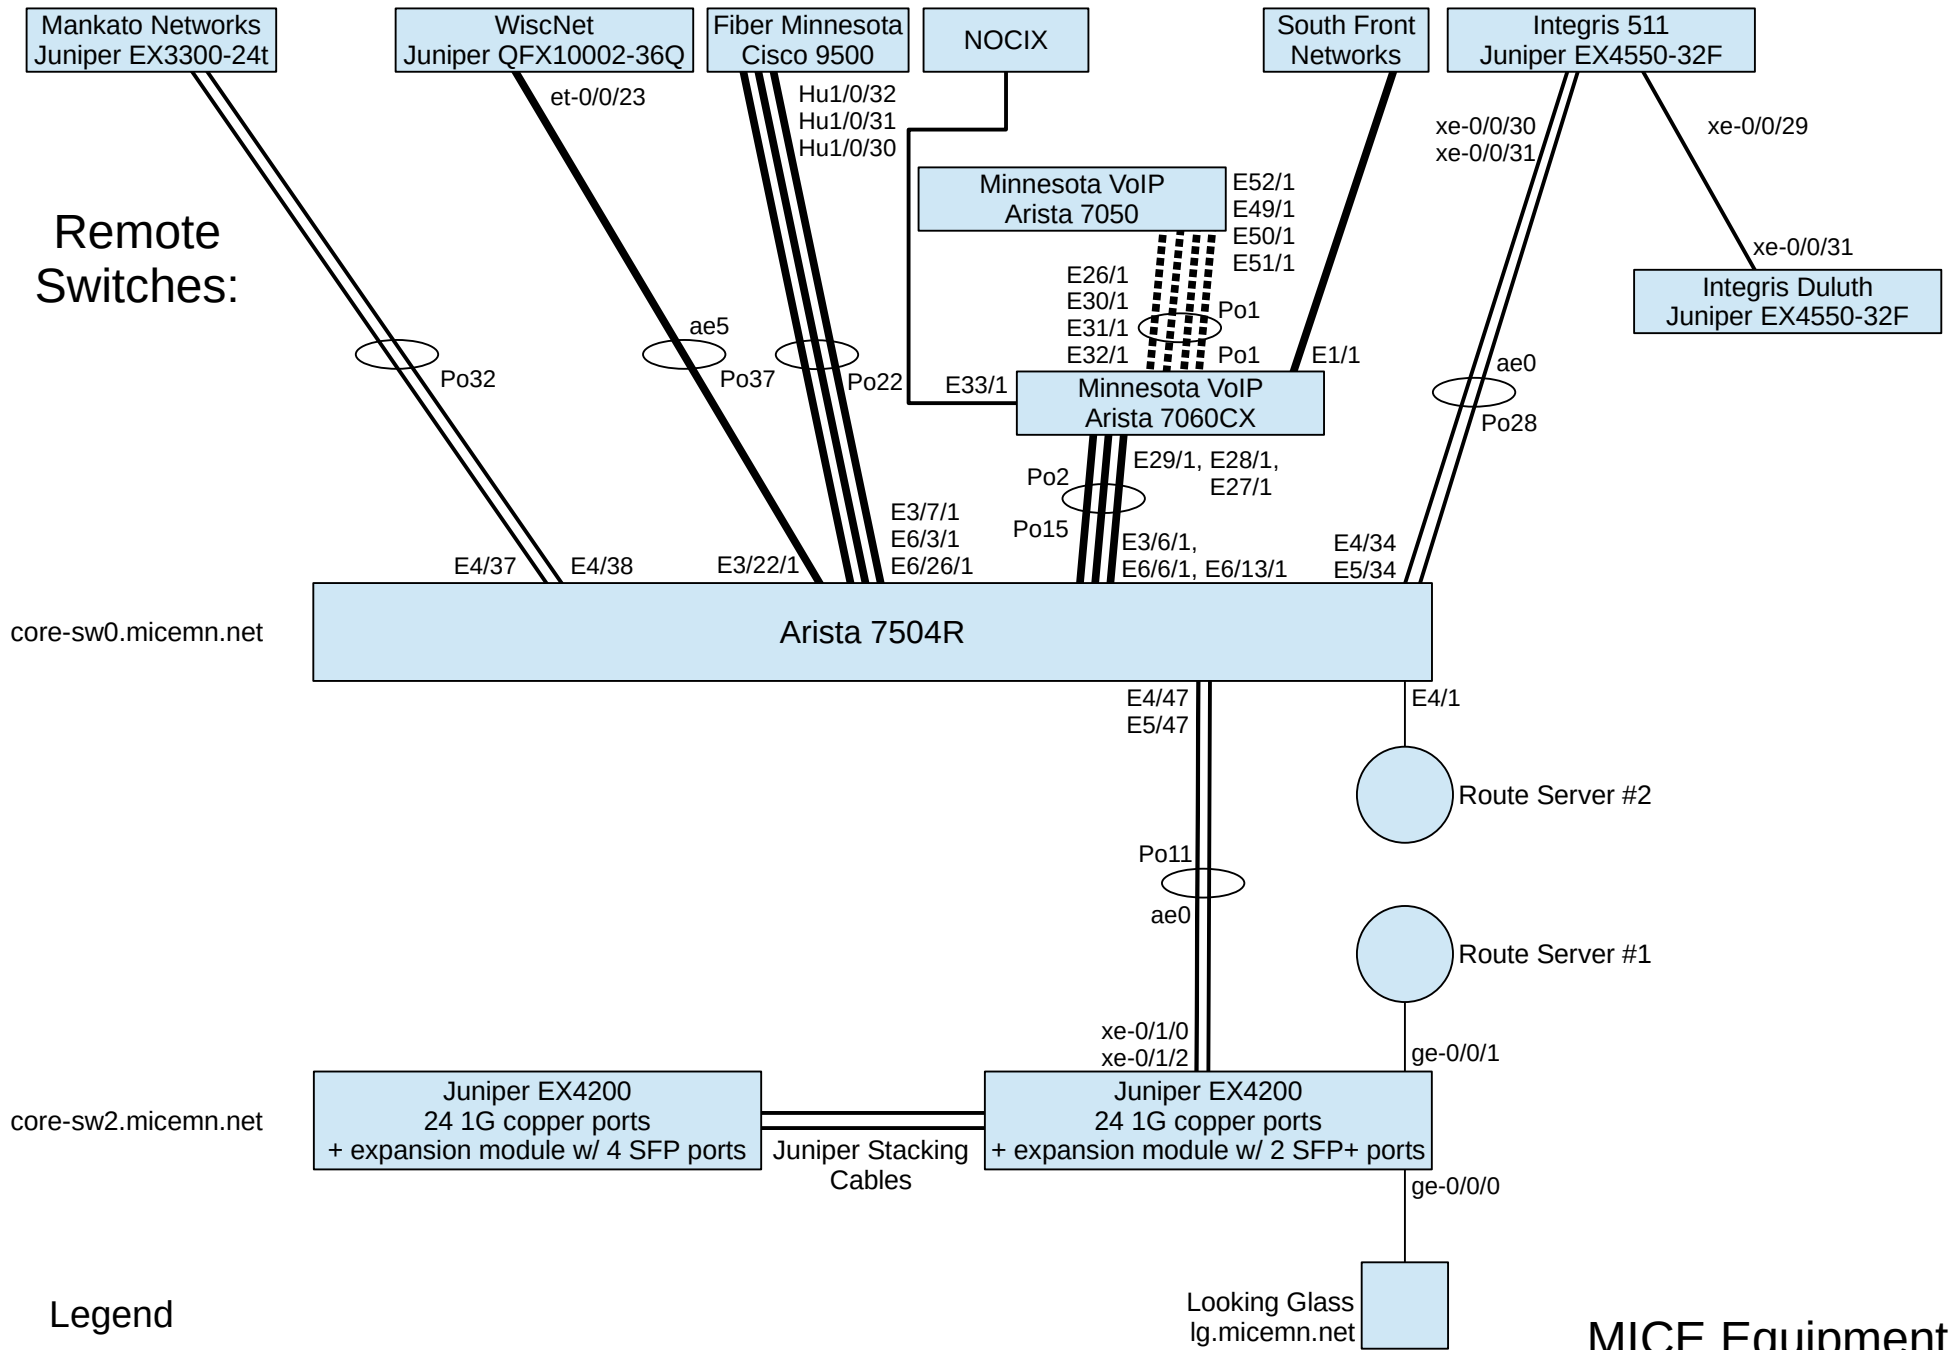 Mankato Networks
Juniper EX3300-24t
WiscNet
Juniper QFX10002-36Q
Fiber Minnesota
Cisco 9500
NOCIX
South Front
Networks
Integris 511
Juniper EX4550-32F
et-0/0/23
Hu1/0/32
Hu1/0/31
Hu1/0/30
xe-0/0/30
xe-0/0/31
xe-0/0/29
Minnesota VoIP
Arista 7050
E52/1
E49/1
E50/1
E51/1
Remote
Switches:
xe-0/0/31
Integris Duluth
Juniper EX4550-32F
E26/1
E30/1
E31/1
E32/1
Po1
Po1
E1/1
ae5
Po37
Po32
Po22
E33/1
Minnesota VoIP
Arista 7060CX
ae0
Po28
E29/1, E28/1,
E27/1
Po2
Po15
E4/37
E4/38
E3/22/1
E3/7/1
E6/3/1
E6/26/1
E3/6/1,
E6/6/1, E6/13/1
E4/34
E5/34
core-sw0.micemn.net
Arista 7504R
E4/47
E5/47
E4/1
Route Server #2
Po11
ae0
Route Server #1
xe-0/1/0
xe-0/1/2
ge-0/0/1
core-sw2.micemn.net
Juniper EX4200
24 1G copper ports
+ expansion module w/ 4 SFP ports
Juniper Stacking
Cables
Juniper EX4200
24 1G copper ports
+ expansion module w/ 2 SFP+ ports
ge-0/0/0
Looking Glass
lg.micemn.net
Legend
MICE Equipment